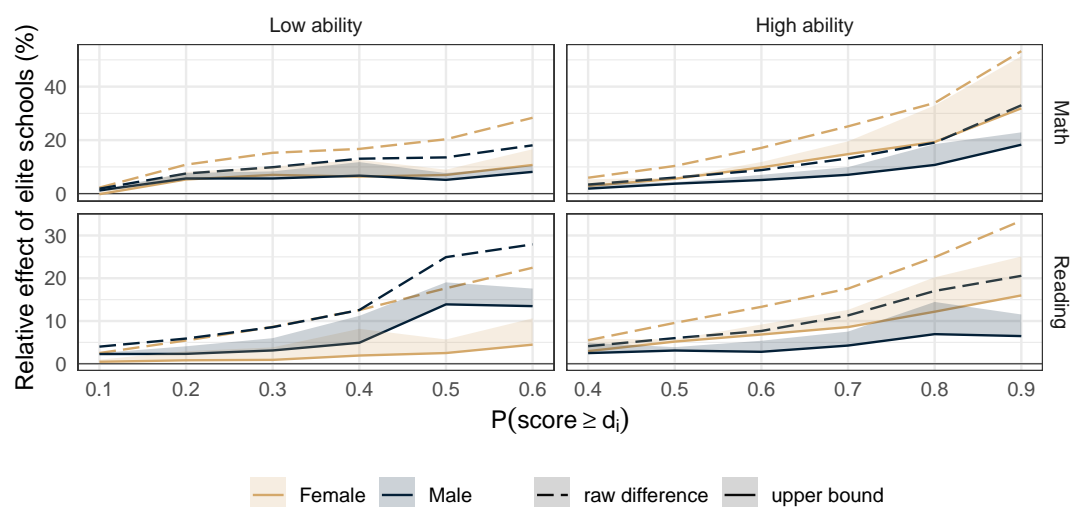 Low ability
High ability
Relative effect of elite schools (%)
40
20
0
Math
30
20
10
0
Reading
0.1 0.2 0.3 0.4 0.5 0.6
0.4 0.5 0.6 0.7 0.8 0.9
P(score ≥ dᵢ)
Female Male raw difference upper bound